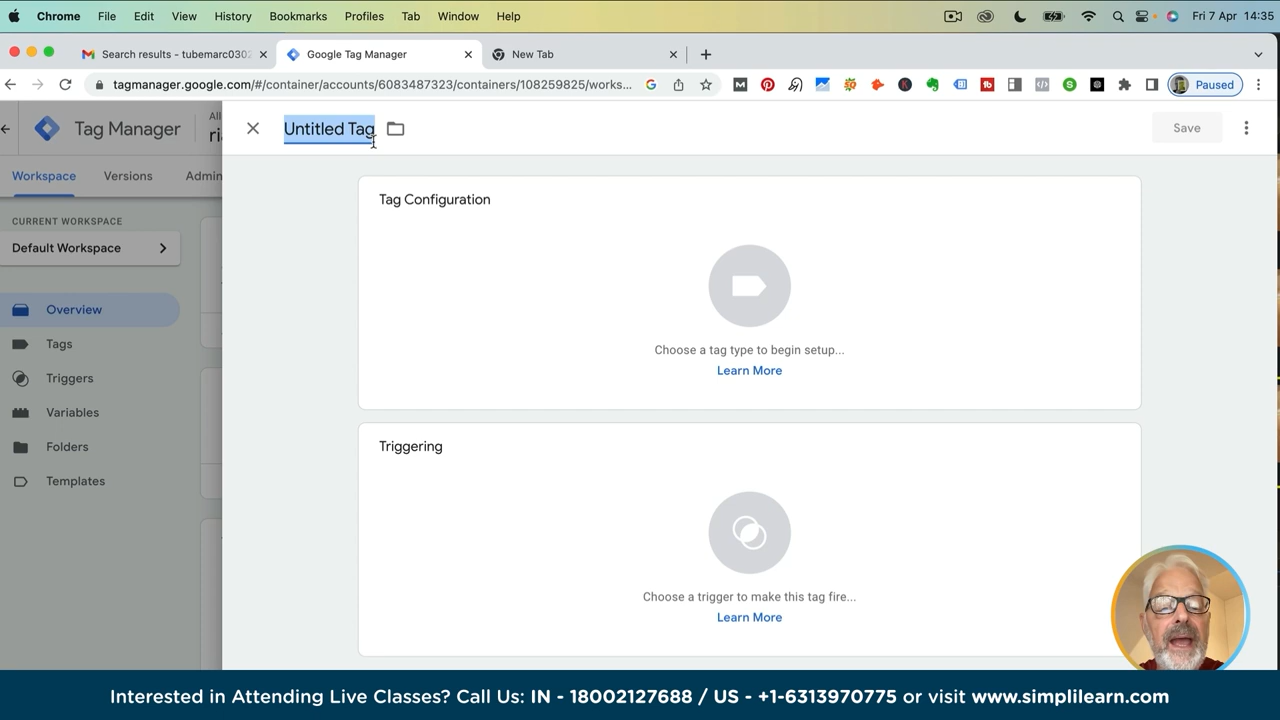 Chrome File Edit View History Bookmarks Profiles Tab Window Help Fri 7 Apr 14:35
Search results - tubemarc030 Google Tag Manager New Tab
tagmanager.google.com/#/container/accounts/6083487323/containers/108259825/works... Paused
Tag Manager All
ria
Untitled Tag Save
Workspace Versions Admin
CURRENT WORKSPACE
Default Workspace
Overview
Tags
Triggers
Variables
Folders
Templates
Tag Configuration
Choose a tag type to begin setup...
Learn More
Triggering
Choose a trigger to make this tag fire...
Learn More
Interested in Attending Live Classes? Call Us: IN - 18002127688 / US - +1-6313970775 or visit www.simplilearn.com